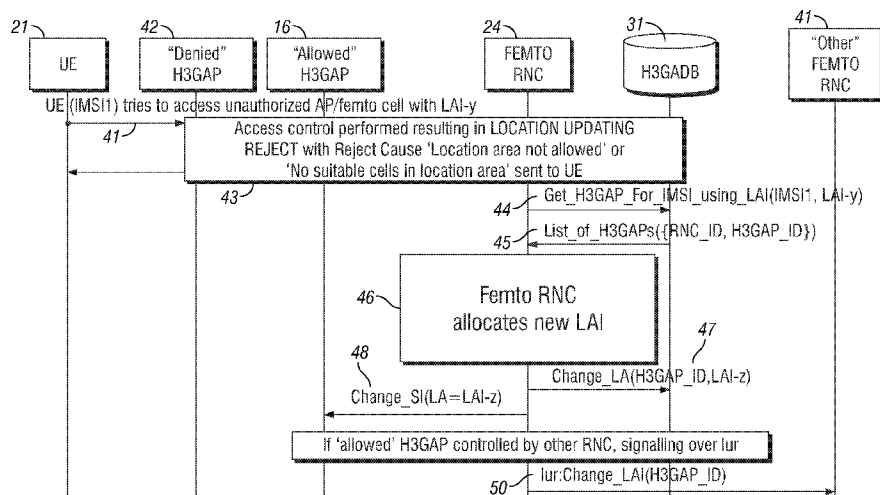 21
42
16
24
31
41
UE
"Denied"
H3GAP
"Allowed"
H3GAP
FEMTO
RNC
H3GADB
"Other"
FEMTO
RNC
UE (IMSI1) tries to access unauthorized AP/femto cell with LAI-y
41
Access control performed resulting in LOCATION UPDATING
REJECT with Reject Cause 'Location area not allowed' or
'No suitable cells in location area' sent to UE
43
44
Get_H3GAP_For_IMSI_using_LAI(IMSI1, LAI-y)
45
List_of_H3GAPs({RNC_ID, H3GAP_ID})
46
Femto RNC
allocates new LAI
47
48
Change_LA(H3GAP_ID,LAI-z)
Change_SI(LA=LAI-z)
If 'allowed' H3GAP controlled by other RNC, signalling over Iur
Iur:Change_LAI(H3GAP_ID)
50